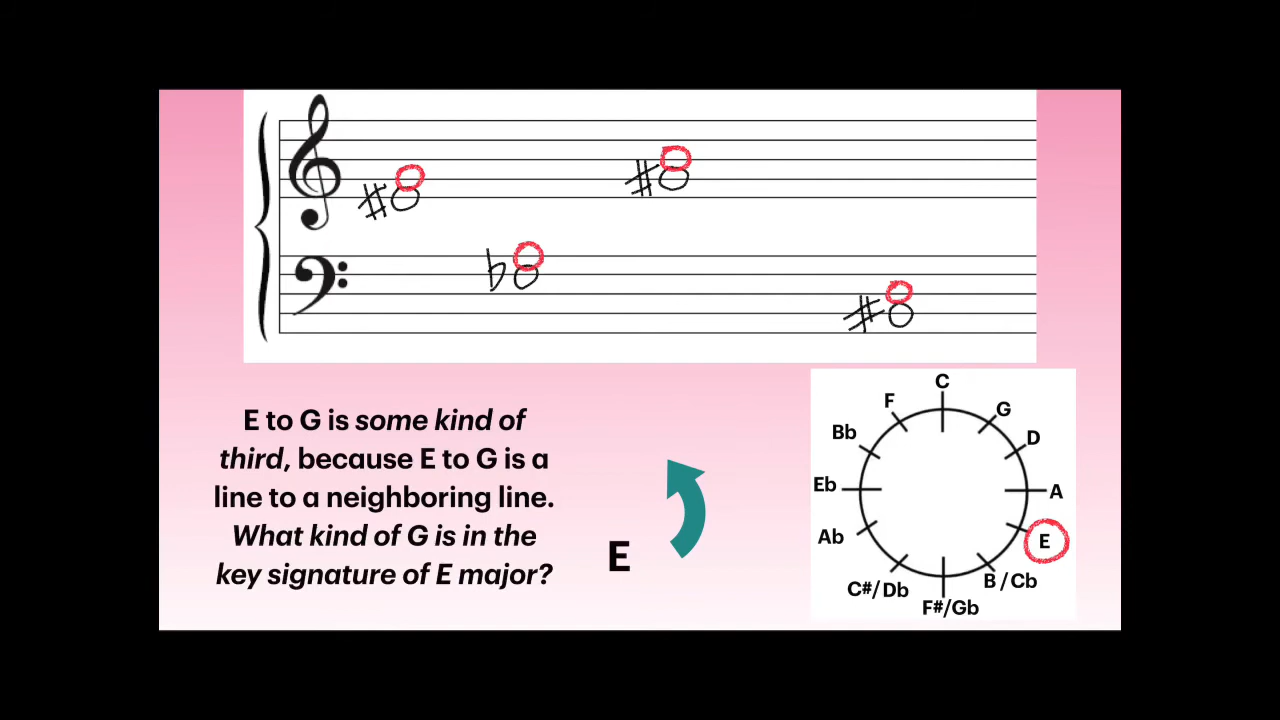 E to G is some kind of
third, because E to G is a
line to a neighboring line.
What kind of G is in the
key signature of E major?
E
C
G
D
A
E
B / Cb
F#/Gb
C#/Db
Ab
Eb
Bb
F